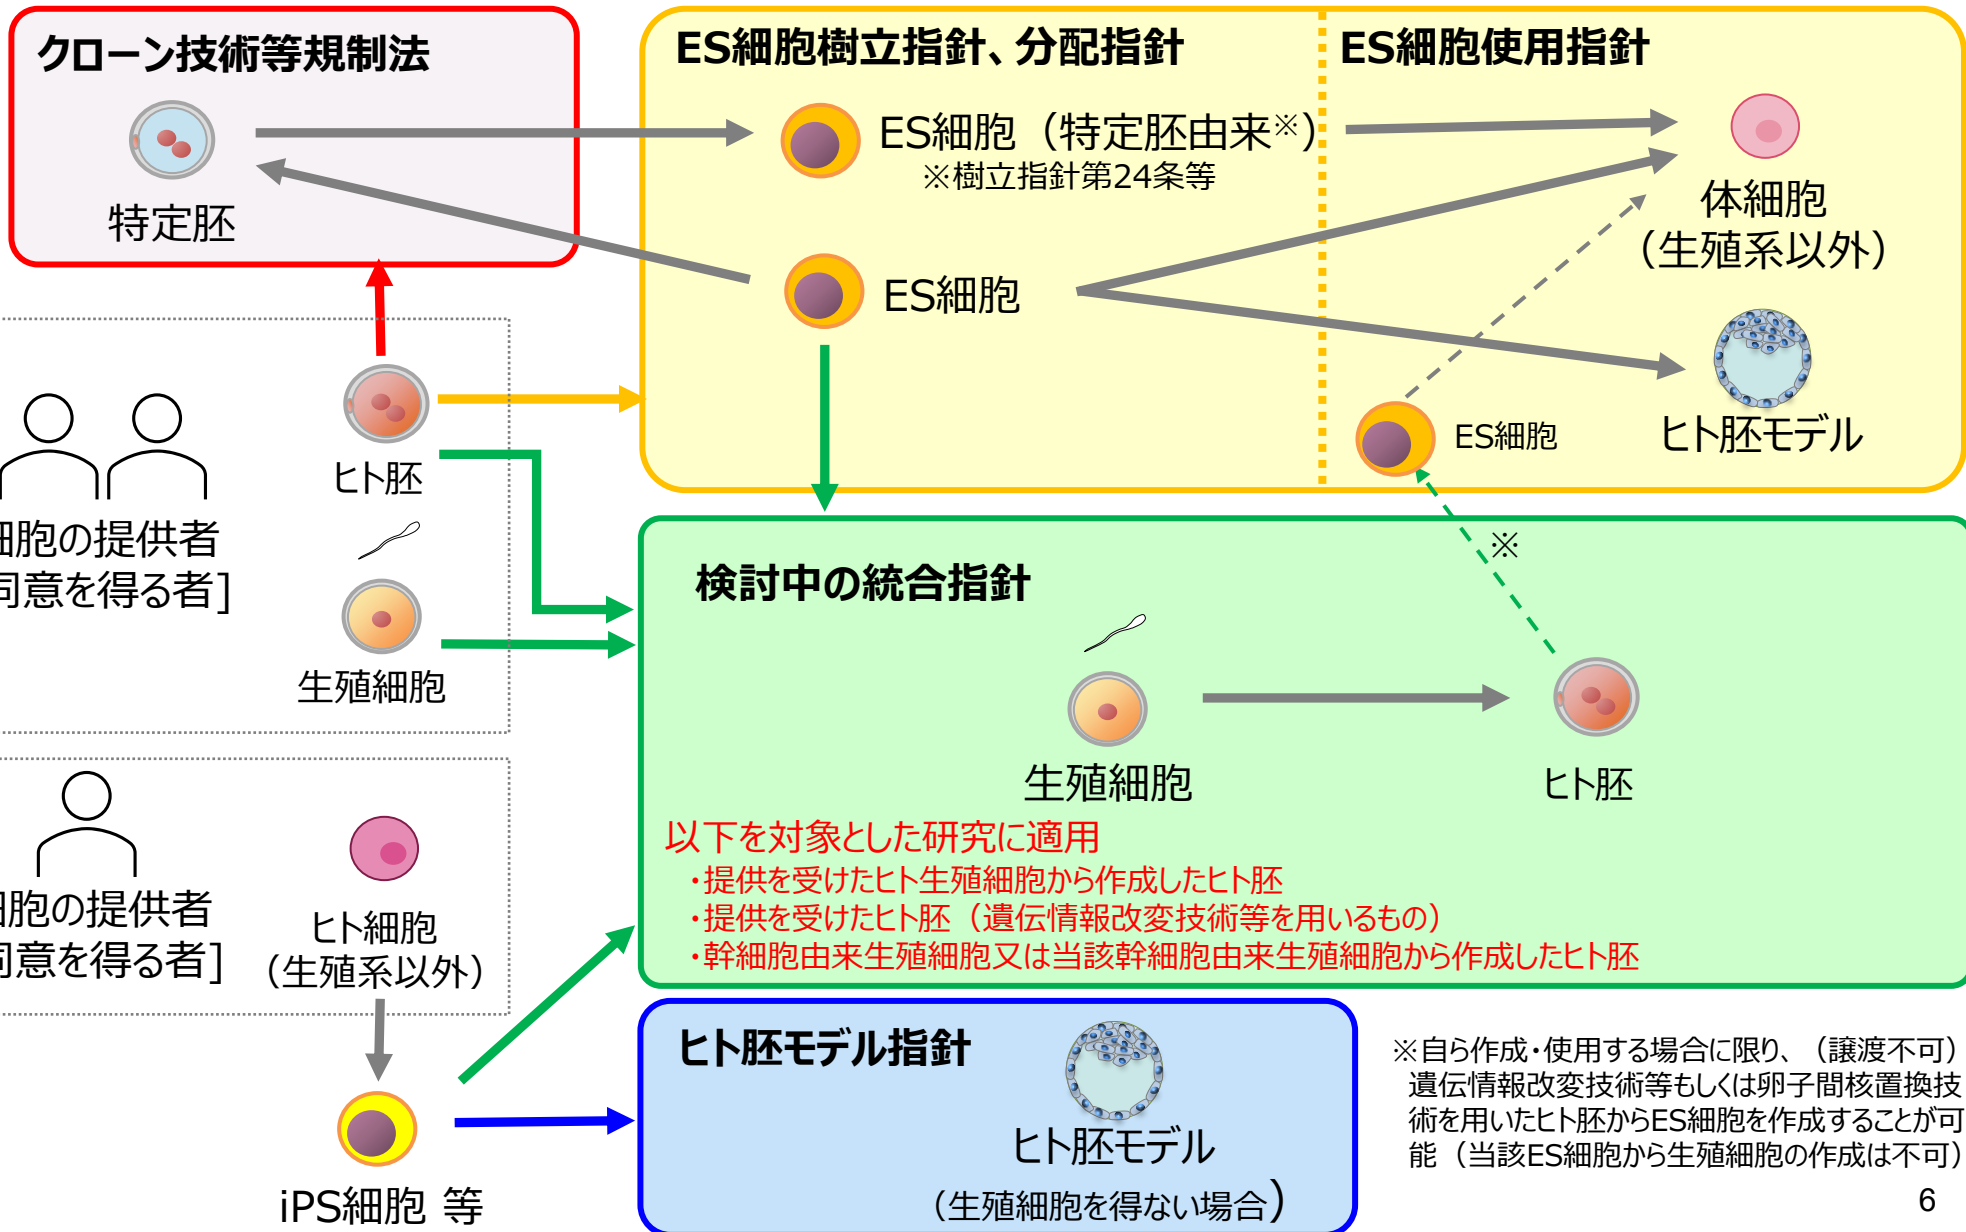 クローン技術等規制法
特定胚
ES細胞樹立指針、分配指針
ES細胞使用指針
ES細胞（特定胚由来※）
※樹立指針第24条等
ES細胞
体細胞
（生殖系以外）
ES細胞
ヒト胚モデル
ヒト胚
細胞の提供者
同意を得る者]
生殖細胞
検討中の統合指針
※
生殖細胞
ヒト胚
以下を対象とした研究に適用
・提供を受けたヒト生殖細胞から作成したヒト胚
・提供を受けたヒト胚（遺伝情報改変技術等を用いるもの）
・幹細胞由来生殖細胞又は当該幹細胞由来生殖細胞から作成したヒト胚
細胞の提供者
同意を得る者]
ヒト細胞
（生殖系以外）
iPS細胞 等
ヒト胚モデル指針
ヒト胚モデル
（生殖細胞を得ない場合）
※自ら作成・使用する場合に限り、（譲渡不可）
遺伝情報改変技術等もしくは卵子間核置換技
術を用いたヒト胚からES細胞を作成することが可
能（当該ES細胞から生殖細胞の作成は不可）
6